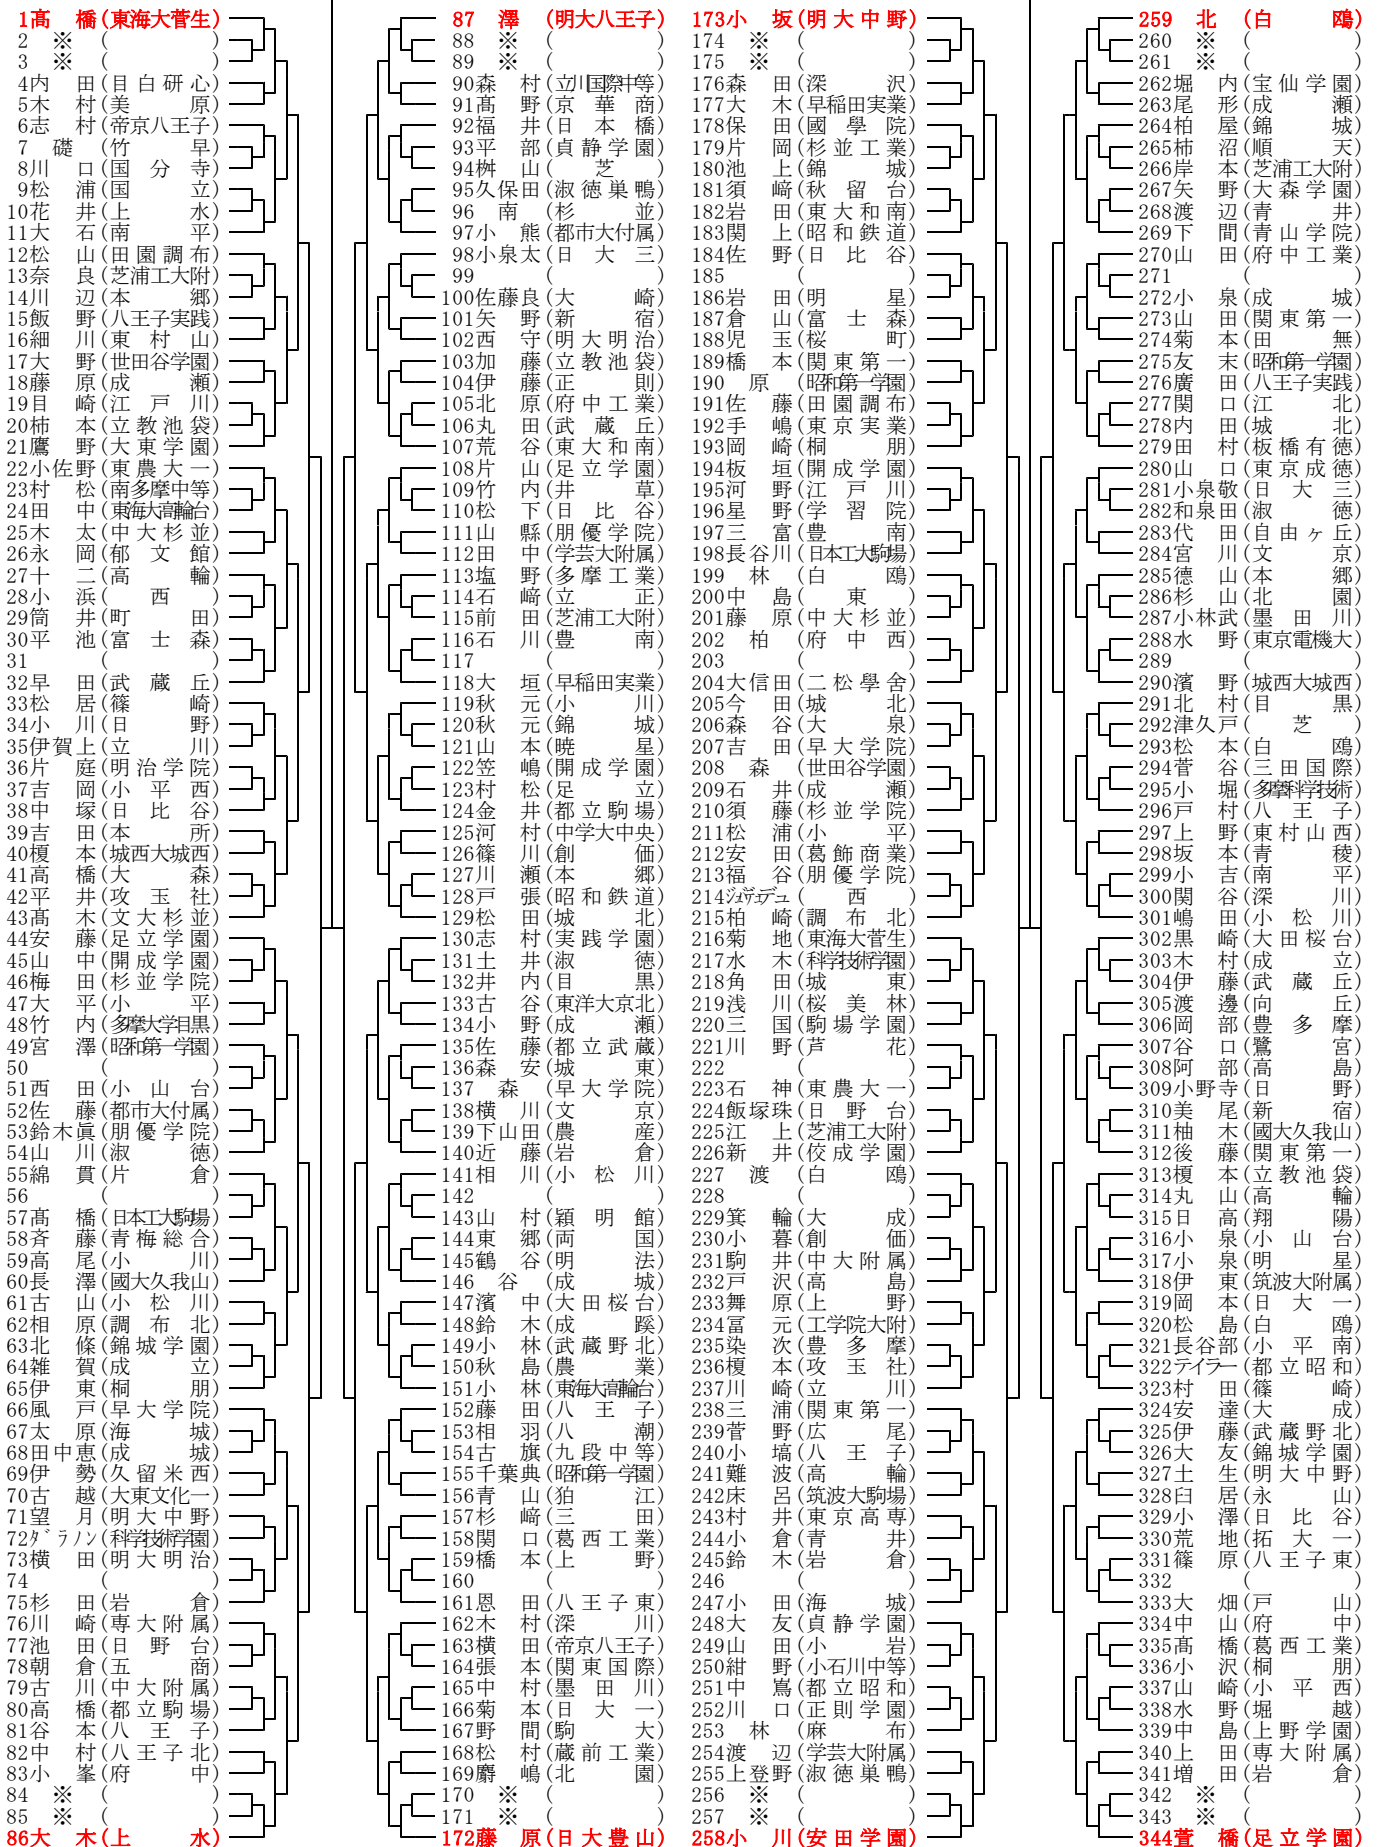 1高橋(東海大菅生)
2 ※ ( )
3 ※ ( )
4内田(目白研心)
5木村(美原)
6志村(帝京八王子)
7 礎 (竹早)
8川口(国分寺)
9松浦(国立)
10花井(上水)
11大石(南平)
12松山(田園調布)
13奈良(芝浦工大附)
14川辺(本郷)
15飯野(八王子実践)
16細川(東村山)
17大野(世田谷学園)
18藤原(成瀬)
19目崎(江戸川)
20柿本(立教池袋)
21鷹野(大東学園)
22小佐野(東農大一)
23村松(南多摩中等)
24田中(東海大高輪台)
25木太(中大杉並)
26永岡(郁文館)
27十二(高輪)
28小浜(西)
29筒井(町田)
30平池(富士森)
31 ( )
32早田(武蔵丘)
33松居(篠崎)
34小川(日野)
35伊賀上(立川)
36片庭(明治学院)
37吉岡(小平西)
38中塚(日比谷)
39吉田(本所)
40榎本(城西大城西)
41高橋(大森)
42平井(攻玉社)
43髙木(文大杉並)
44安藤(足立学園)
45山中(開成学園)
46梅田(杉並学院)
47大平(小平)
48竹内(多摩大学目黒)
49宮澤(昭和第一学園)
50 ( )
51西田(小山台)
52佐藤(都市大付属)
53鈴木眞(朋優学院)
54山川(淑徳)
55綿貫(片倉)
56 ( )
57髙橋(日本工大駒場)
58斉藤(青梅総合)
59高尾(小川)
60長澤(國大久我山)
61古山(小松川)
62相原(調布北)
63北條(錦城学園)
64雑賀(成立)
65伊東(桐朋)
66風戸(早大学院)
67太原(海城)
68田中恵(成城)
69伊勢(久留米西)
70古越(大東文化一)
71望月(明大中野)
72ダラノン(科学技術学園)
73横田(明大明治)
74 ( )
75杉田(岩倉)
76川崎(専大附属)
77池田(日野台)
78朝倉(五商)
79古川(中大附属)
80高橋(都立駒場)
81谷本(八王子)
82中村(八王子北)
83小峯(府中)
84 ※ ( )
85 ※ ( )
86大木(上水)
87 澤 (明大八王子)
88 ※ ( )
89 ※ ( )
90森村(立川国際中等)
91髙野(京華商)
92福井(日本橋)
93平部(貞静学園)
94桝山(芝)
95久保田(淑徳巣鴨)
96 南 (杉並)
97小熊(都市大付属)
98小泉太(日大三)
99 ( )
100佐藤良(大崎)
101矢野(新宿)
102西守(明大明治)
103加藤(立教池袋)
104伊藤(正則)
105北原(府中工業)
106丸田(武蔵丘)
107荒谷(東大和南)
108片山(足立学園)
109竹内(井草)
110松下(日比谷)
111山縣(朋優学院)
112田中(学芸大附属)
113塩野(多摩工業)
114石﨑(立正)
115前田(芝浦工大附)
116石川(豊南)
117 ( )
118大垣(早稲田実業)
119秋元(小川)
120秋元(錦城)
121山本(暁星)
122笠嶋(開成学園)
123村松(足立)
124金井(都立駒場)
125河村(中学大中央)
126篠川(創価)
127川瀬(本郷)
128戸張(昭和鉄道)
129松田(城北)
130志村(実践学園)
131土井(淑徳)
132井内(目黒)
133古谷(東洋大京北)
134小野(成瀬)
135佐藤(都立武蔵)
136森安(城東)
137 森 (早大学院)
138横川(文京)
139下山田(農産)
140近藤(岩倉)
141相川(小松川)
142 ( )
143山村(穎明館)
144東郷(両国)
145鶴谷(明法)
146 谷 (成城)
147濱中(大田桜台)
148鈴木(成蹊)
149小林(武蔵野北)
150秋島(農業)
151小林(東海大高輪台)
152藤田(八王子)
153相羽(八潮)
154古旗(九段中等)
155千葉典(昭和第一学園)
156青山(狛江)
157杉﨑(三田)
158関口(葛西工業)
159橋本(上野)
160 ( )
161恩田(八王子東)
162木村(深川)
163横田(帝京八王子)
164張本(関東国際)
165中村(墨田川)
166菊本(日大一)
167野間(駒大)
168松村(蔵前工業)
169麝嶋(北園)
170 ※ ( )
171 ※ ( )
172藤原(日大豊山)
173小坂(明大中野)
174 ※ ( )
175 ※ ( )
176森田(深沢)
177大木(早稲田実業)
178保田(國學院)
179片岡(杉並工業)
180池上(錦城)
181須﨑(秋留台)
182岩田(東大和南)
183関上(昭和鉄道)
184佐野(日比谷)
185 ( )
186岩田(明星)
187倉山(富士森)
188児玉(桜町)
189橋本(関東第一)
190 原 (昭和第一学園)
191佐藤(田園調布)
192手嶋(東京実業)
193岡崎(桐朋)
194板垣(開成学園)
195河野(江戸川)
196星野(学習院)
197三富(豊南)
198長谷川(日本工大駒場)
199 林 (白鴎)
200中島(東)
201藤原(中大杉並)
202 柏 (府中西)
203 ( )
204大信田(二松學舎)
205今田(城北)
206森谷(大泉)
207吉田(早大学院)
208 森 (世田谷学園)
209石井(成瀬)
210須藤(杉並学院)
211松浦(小平)
212安田(葛飾商業)
213福谷(朋優学院)
214 (西)
215柏崎(調布北)
216菊地(東海大菅生)
217水木(科学技術学園)
218角田(城東)
219浅川(桜美林)
220三国(駒場学園)
221川野(芦花)
222 ( )
223石神(東農大一)
224飯塚珠(日野台)
225江上(芝浦工大附)
226新井(佼成学園)
227 渡 (白鴎)
228 ( )
229箕輪(大成)
230小暮(創価)
231駒井(中大附属)
232戸沢(高島)
233舞原(上野)
234冨元(工学院大附)
235染次(豊多摩)
236榎本(攻玉社)
237川崎(立川)
238三浦(関東第一)
239菅野(広尾)
240小塙(八王子)
241難波(高輪)
242床呂(筑波大駒場)
243村井(東京高専)
244小倉(青井)
245鈴木(岩倉)
246 ( )
247小田(海城)
248大友(貞静学園)
249山田(小岩)
250紺野(小石川中等)
251中嶌(都立昭和)
252川口(正則学園)
253 林 (麻布)
254渡辺(学芸大附属)
255上登野(淑徳巣鴨)
256 ※ ( )
257 ※ ( )
258小川(安田学園)
259 北 (白鴎)
260 ※ ( )
261 ※ ( )
262堀内(宝仙学園)
263尾形(成瀬)
264柏屋(錦城)
265柿沼(順天)
266岸本(芝浦工大附)
267矢野(大森学園)
268渡辺(青井)
269下間(青山学院)
270山田(府中工業)
271 ( )
272小泉(成城)
273山田(関東第一)
274菊本(田無)
275友末(昭和第一学園)
276廣田(八王子実践)
277関口(江北)
278内田(城北)
279田村(板橋有徳)
280山口(東京成徳)
281小泉敬(日大三)
282和泉田(淑徳)
283代田(自由ヶ丘)
284宮川(文京)
285德山(本郷)
286杉山(北園)
287小林武(墨田川)
288水野(東京電機大)
289 ( )
290濱野(城西大城西)
291北村(目黒)
292津久戸(芝)
293松本(白鴎)
294菅谷(三田国際)
295小堀(多摩科学技術)
296戸村(八王子)
297上野(東村山西)
298坂本(青稜)
299小吉(南平)
300関谷(深川)
301嶋田(小松川)
302黒崎(大田桜台)
303木村(成立)
304伊藤(武蔵丘)
305渡邊(向丘)
306岡部(豊多摩)
307谷口(鷺宮)
308阿部(高島)
309小野寺(日野)
310美尾(新宿)
311柚木(國大久我山)
312後藤(関東第一)
313榎本(立教池袋)
314丸山(高輪)
315日高(翔陽)
316小泉(小山台)
317小泉(明星)
318伊東(筑波大附属)
319岡本(日大一)
320松島(白鴎)
321長谷部(小平南)
322テイラー(都立昭和)
323村田(篠崎)
324安達(大成)
325伊藤(武蔵野北)
326大友(錦城学園)
327土生(明大中野)
328臼居(永山)
329小澤(日比谷)
330荒地(拓大一)
331篠原(八王子東)
332 ( )
333大畑(戸山)
334中山(府中)
335髙橋(葛西工業)
336小沢(桐朋)
337山崎(小平西)
338水野(堀越)
339中島(上野学園)
340上田(専大附属)
341増田(岩倉)
342 ※ ( )
343 ※ ( )
344萱橋(足立学園)